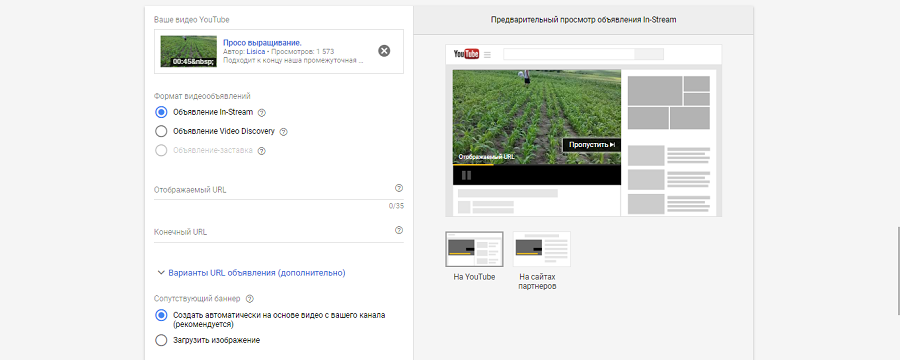 Ваше видео YouTube
00:45&nbsp;
Просо выращивание.
Автор: Lisica • Просмотров: 1 573
Подходит к концу наша промежуточная ...
Формат видеообъявлений
Объявление In-Stream
Объявление Video Discovery
Объявление-заставка
Отображаемый URL
0/35
Конечный URL
Варианты URL объявления (дополнительно)
Сопутствующий баннер
Создать автоматически на основе видео с вашего канала
(рекомендуется)
Загрузить изображение
Предварительный просмотр объявления In-Stream
YouTube
Пропустить
Отображаемый URL
На YouTube
На сайтах
партнеров